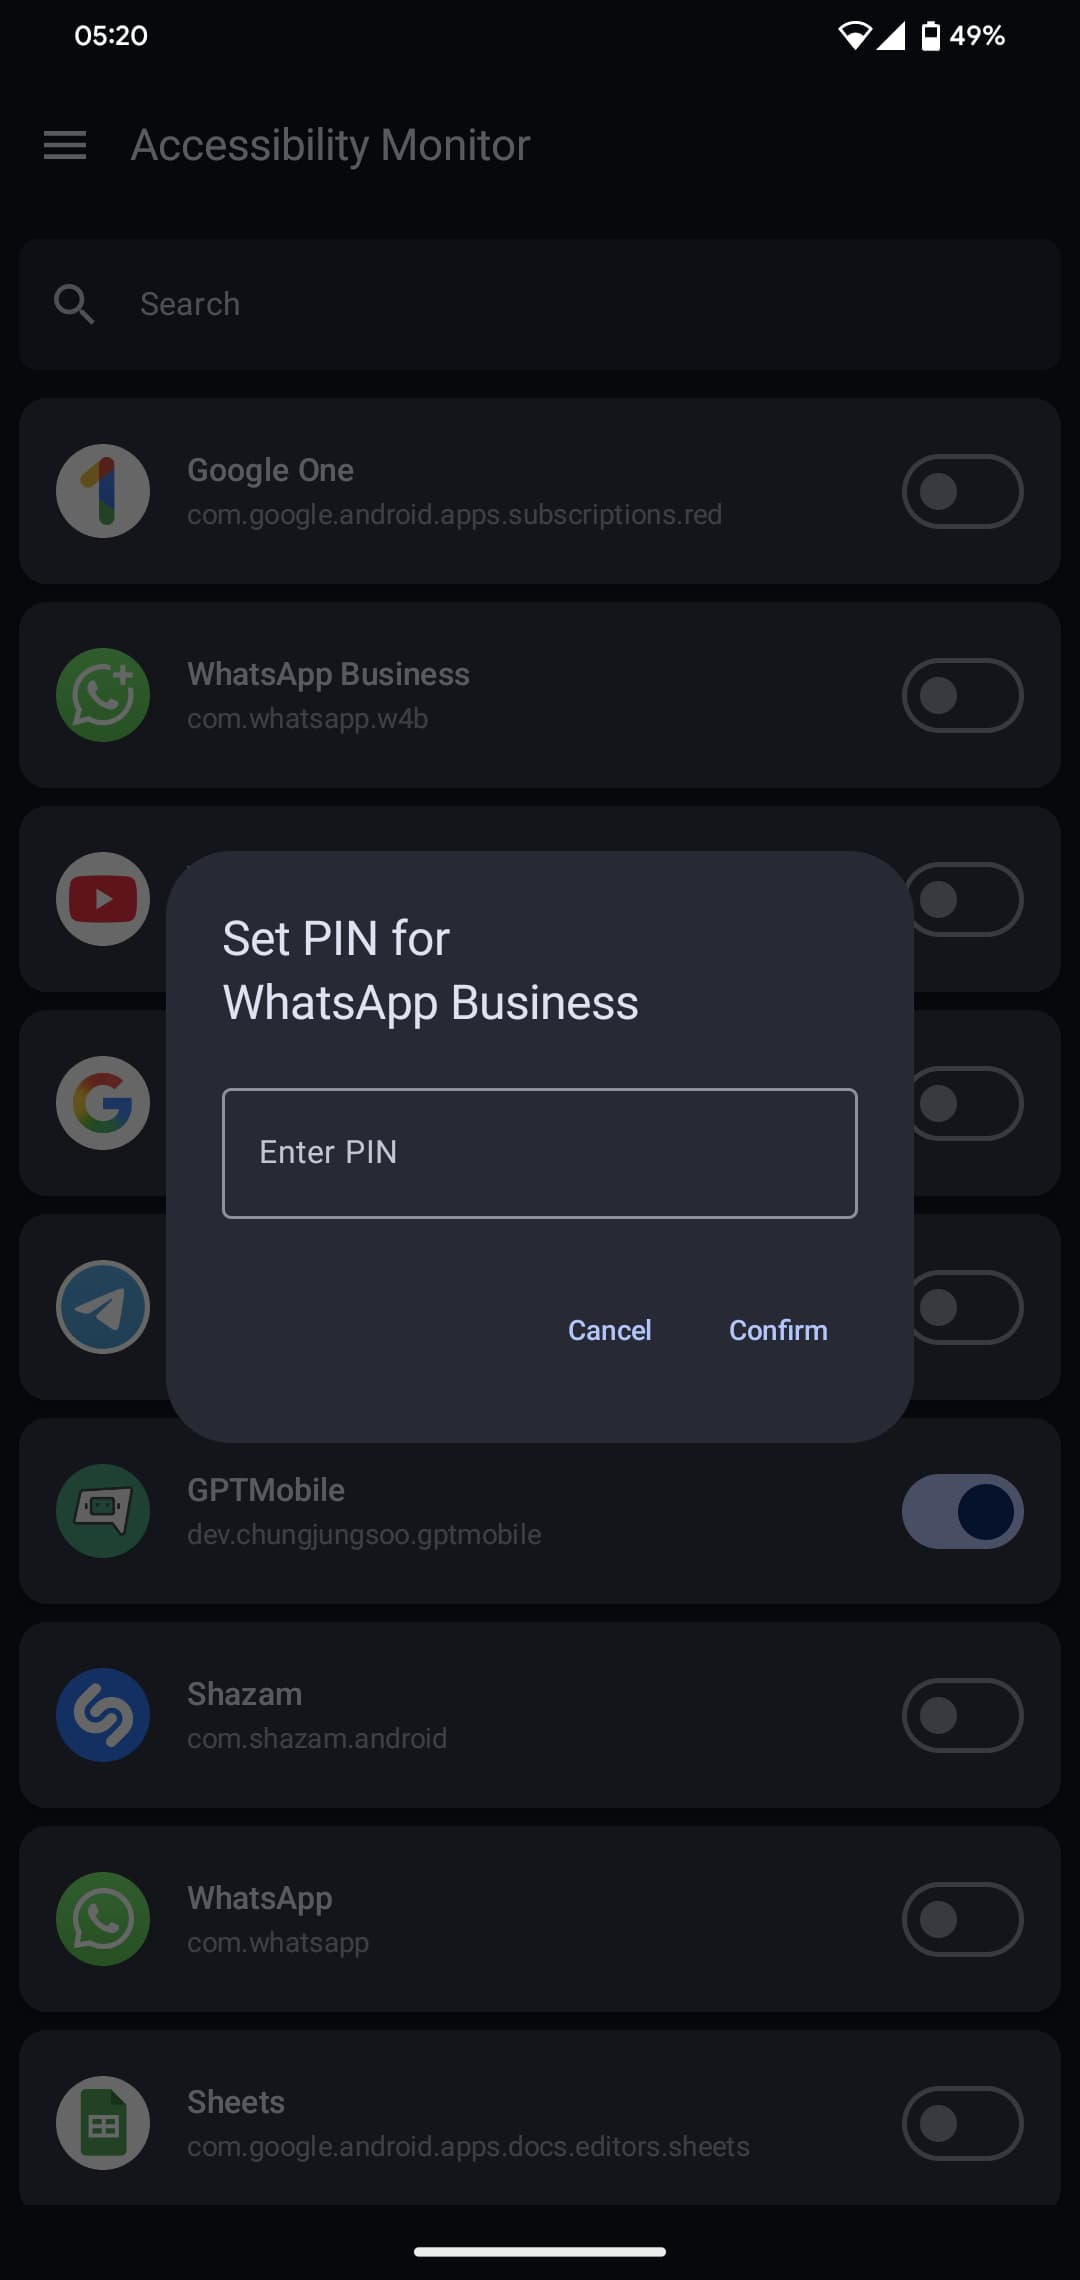 05:20
49%
Accessibility Monitor
Search
Google One
com.google.android.apps.subscriptions.red
WhatsApp Business
com.whatsapp.w4b
Set PIN for
WhatsApp Business
Enter PIN
Cancel
Confirm
GPTMobile
dev.chungjungsoo.gptmobile
Shazam
com.shazam.android
WhatsApp
com.whatsapp
Sheets
com.google.android.apps.docs.editors.sheets